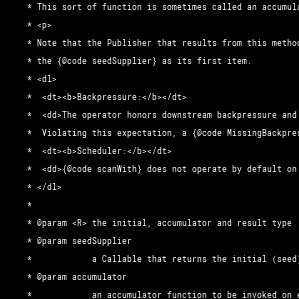 * This sort of function is sometimes called an
* <p>
* Note that the Publisher that results from this
* the {@code seedSupplier} as its first item.
* <dl>
*  <dt><b>Backpressure:</b></dt>
*  <dd>The operator honors downstream backpressure and
*  Violating this expectation, a {@code
*  <dt><b>Scheduler:</b></dt>
*  <dd>{@code scanWith} does not operate by default on
* </dl>
*
* @param <R> the initial, accumulator and result type
* @param seedSupplier
*            a Callable that returns the initial (seed)
* @param accumulator
*            an accumulator function to be invoked on